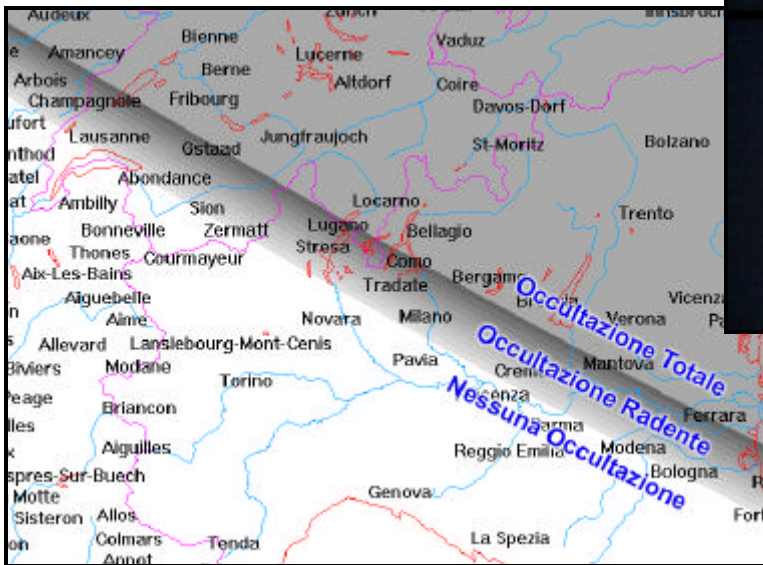 Audeux
Bienne
Lucerne
Vaduz
Amancey
Berne
Altdorf
Coire
Arbois
Champagnole
Fribourg
Davos-Dorf
Lausanne
Gstaad
Jungfraujoch
St-Moritz
Bolzano
Abondance
Locarno
Ambilly
Sion
Trento
Bonneville
Zermatt
Lugano
Bellagio
Thones
Courmayeur
Stresa
Como
Aix-Les-Bains
Tradate
Bergamo
Aiguebelle
Aime
Novara
Milano
Verona
Allevard
Lanslebourg-Mont-Cenis
Modane
Pavia
Mantova
Torino
Briancon
Ferrara
Aiguilles
Reggio Emilia
Modena
Bologna
Genova
Motte
Sisteron
Allos
Colmars
Tenda
La Spezia
Occultazione Totale
Occultazione Radente
Nessuna Occultazione